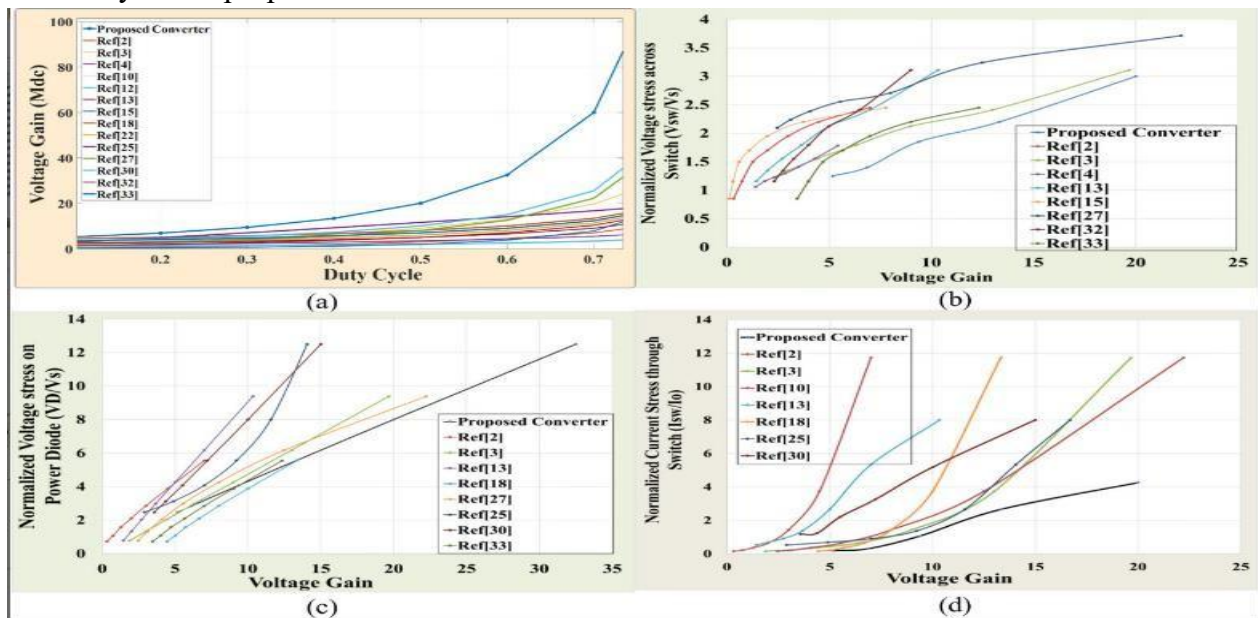 100
80
60
40
20
0
Voltage Gain (Mdc)
Proposed Converter
Ref[2]
Ref[3]
Ref[4]
Ref[10]
Ref[12]
Ref[13]
Ref[15]
Ref[18]
Ref[22]
Ref[25]
Ref[27]
Ref[30]
Ref[32]
Ref[33]
0.2 0.3 0.4 0.5 0.6 0.7
Duty Cycle
(a)
Normalized Voltage stress across
Switch (Vsw/Vs)
4
3.5
3
2.5
2
1.5
1
0.5
0
Proposed Converter
Ref[2]
Ref[3]
Ref[4]
Ref[13]
Ref[15]
Ref[27]
Ref[32]
Ref[33]
0 5 10 15 20 25
Voltage Gain
(b)
Normalized Voltage stress on
Power Diode (VD/Vs)
14
12
10
8
6
4
2
0
Proposed Converter
Ref[2]
Ref[3]
Ref[13]
Ref[18]
Ref[27]
Ref[25]
Ref[30]
Ref[33]
0 5 10 15 20 25 30 35
Voltage Gain
(c)
Normalized Current Stress through
Switch (Isw/Io)
14
12
10
8
6
4
2
0
Proposed Converter
Ref[2]
Ref[3]
Ref[10]
Ref[13]
Ref[18]
Ref[25]
Ref[30]
0 5 10 15 20 25
Voltage Gain
(d)